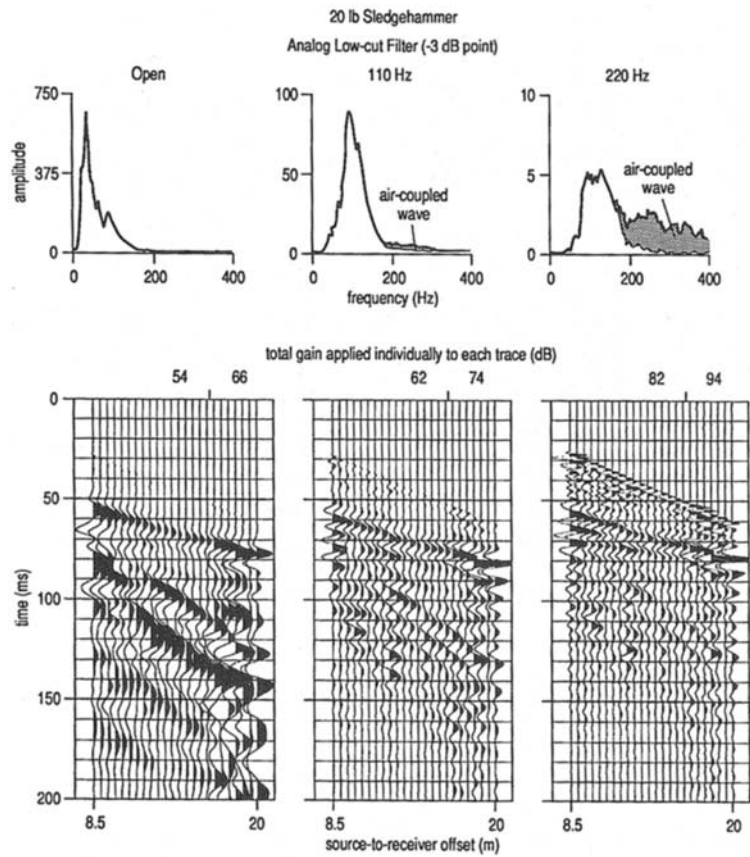 20 lb Sledgehammer
Analog Low-cut Filter (-3 dB point)
Open
110 Hz
220 Hz
750
375
0
amplitude
0
200
400
100
50
0
air-coupled
wave
0
200
400
frequency (Hz)
10
5
0
air-coupled
wave
0
200
400
total gain applied individually to each trace (dB)
54
66
62
74
82
94
0
50
100
150
200
time (ms)
8.5
20
8.5
20
8.5
20
source-to-receiver offset (m)